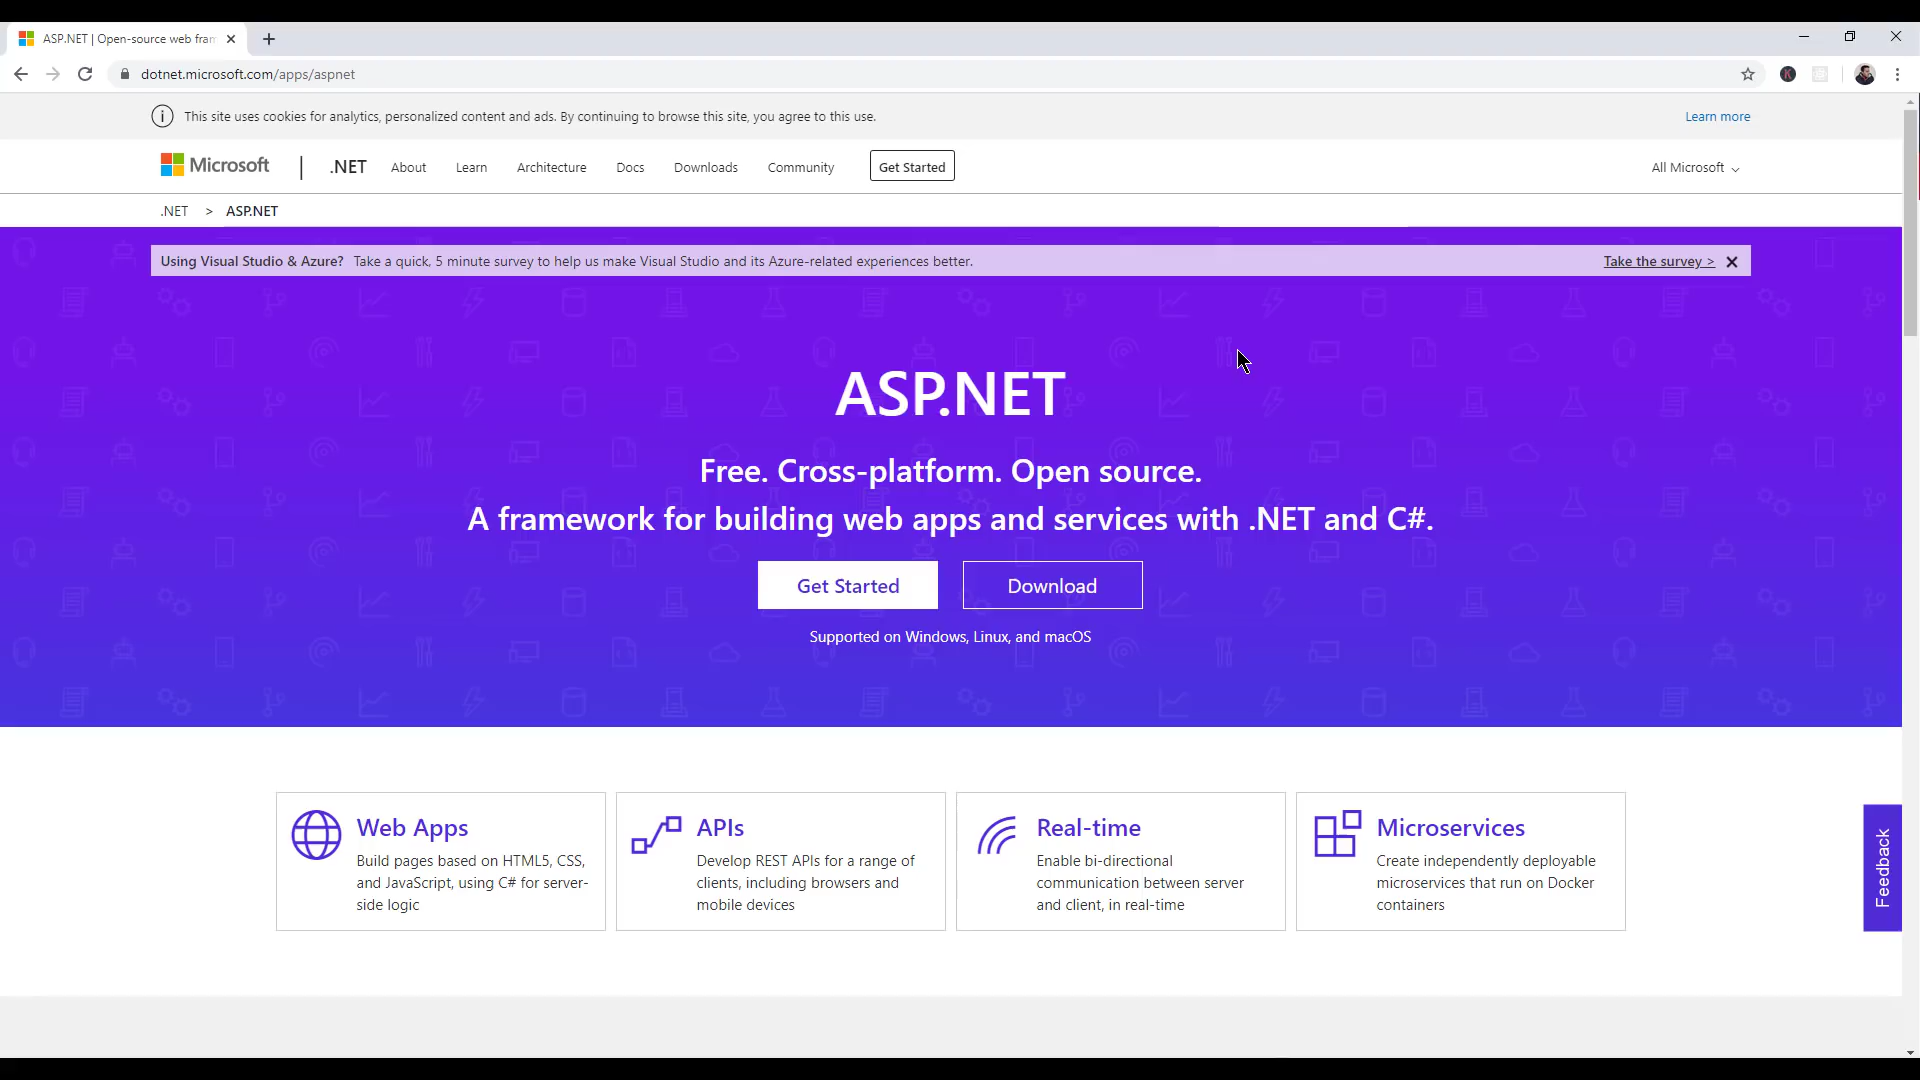 ASP.NET | Open-source web fram
dotnet.microsoft.com/apps/aspnet
K
This site uses cookies for analytics, personalized content and ads. By continuing to browse this site, you agree to this use.
Learn more
Microsoft
.NET
About
Learn
Architecture
Docs
Downloads
Community
Get Started
All Microsoft
.NET > ASP.NET
Using Visual Studio & Azure? Take a quick, 5 minute survey to help us make Visual Studio and its Azure-related experiences better.
Take the survey >
ASP.NET
Free. Cross-platform. Open source.
A framework for building web apps and services with .NET and C#.
Get Started
Download
Supported on Windows, Linux, and macOS
Web Apps
Build pages based on HTML5, CSS,
and JavaScript, using C# for server-
side logic
APIs
Develop REST APIs for a range of
clients, including browsers and
mobile devices
Real-time
Enable bi-directional
communication between server
and client, in real-time
Microservices
Create independently deployable
microservices that run on Docker
containers
Feedback